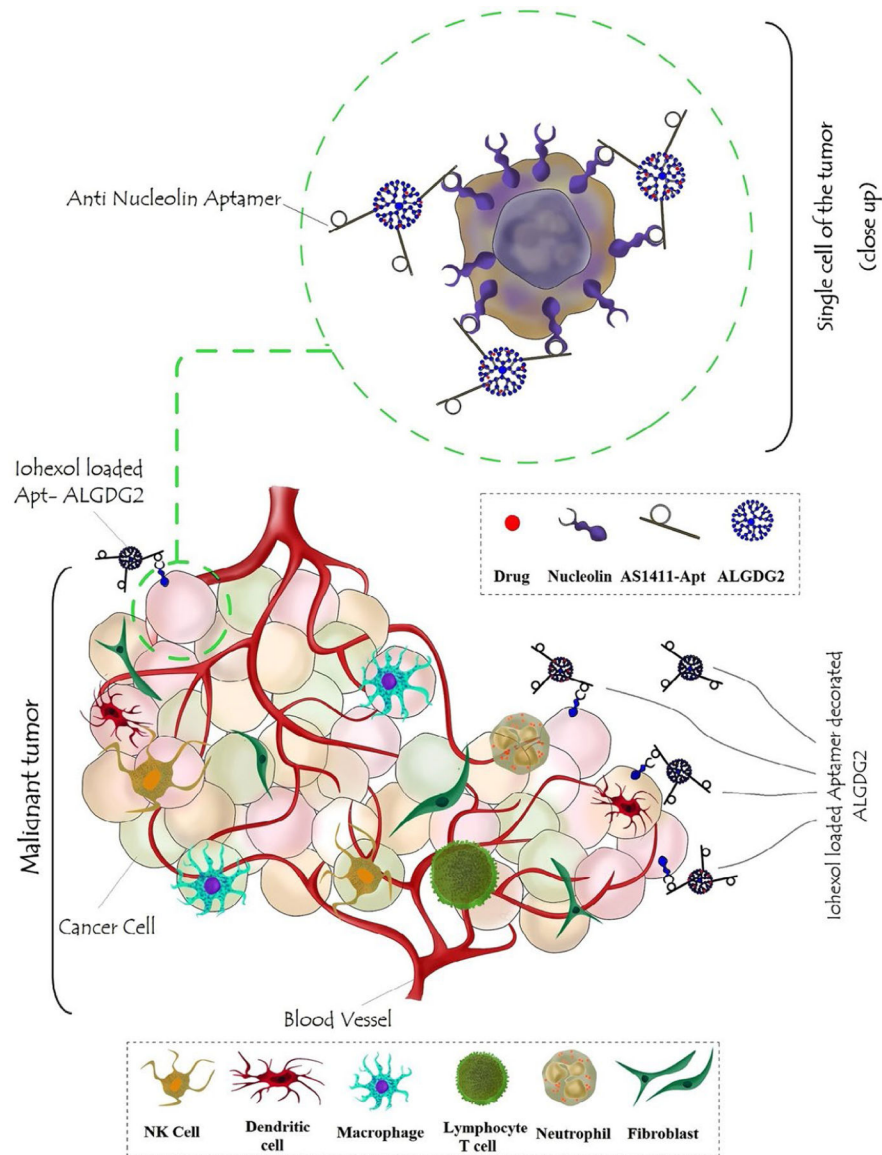 Anti Nucleolin Aptamer
Single cell of the tumor
(close up)
Iohexol loaded
Apt- ALGDG2
Drug
Nucleolin
AS1411-Apt
ALGDG2
Malignant tumor
Iohexol loaded Aptamer decorated
ALGDG2
Cancer Cell
Blood Vessel
NK Cell
Dendritic
cell
Macrophage
Lymphocyte
T cell
Neutrophil
Fibroblast